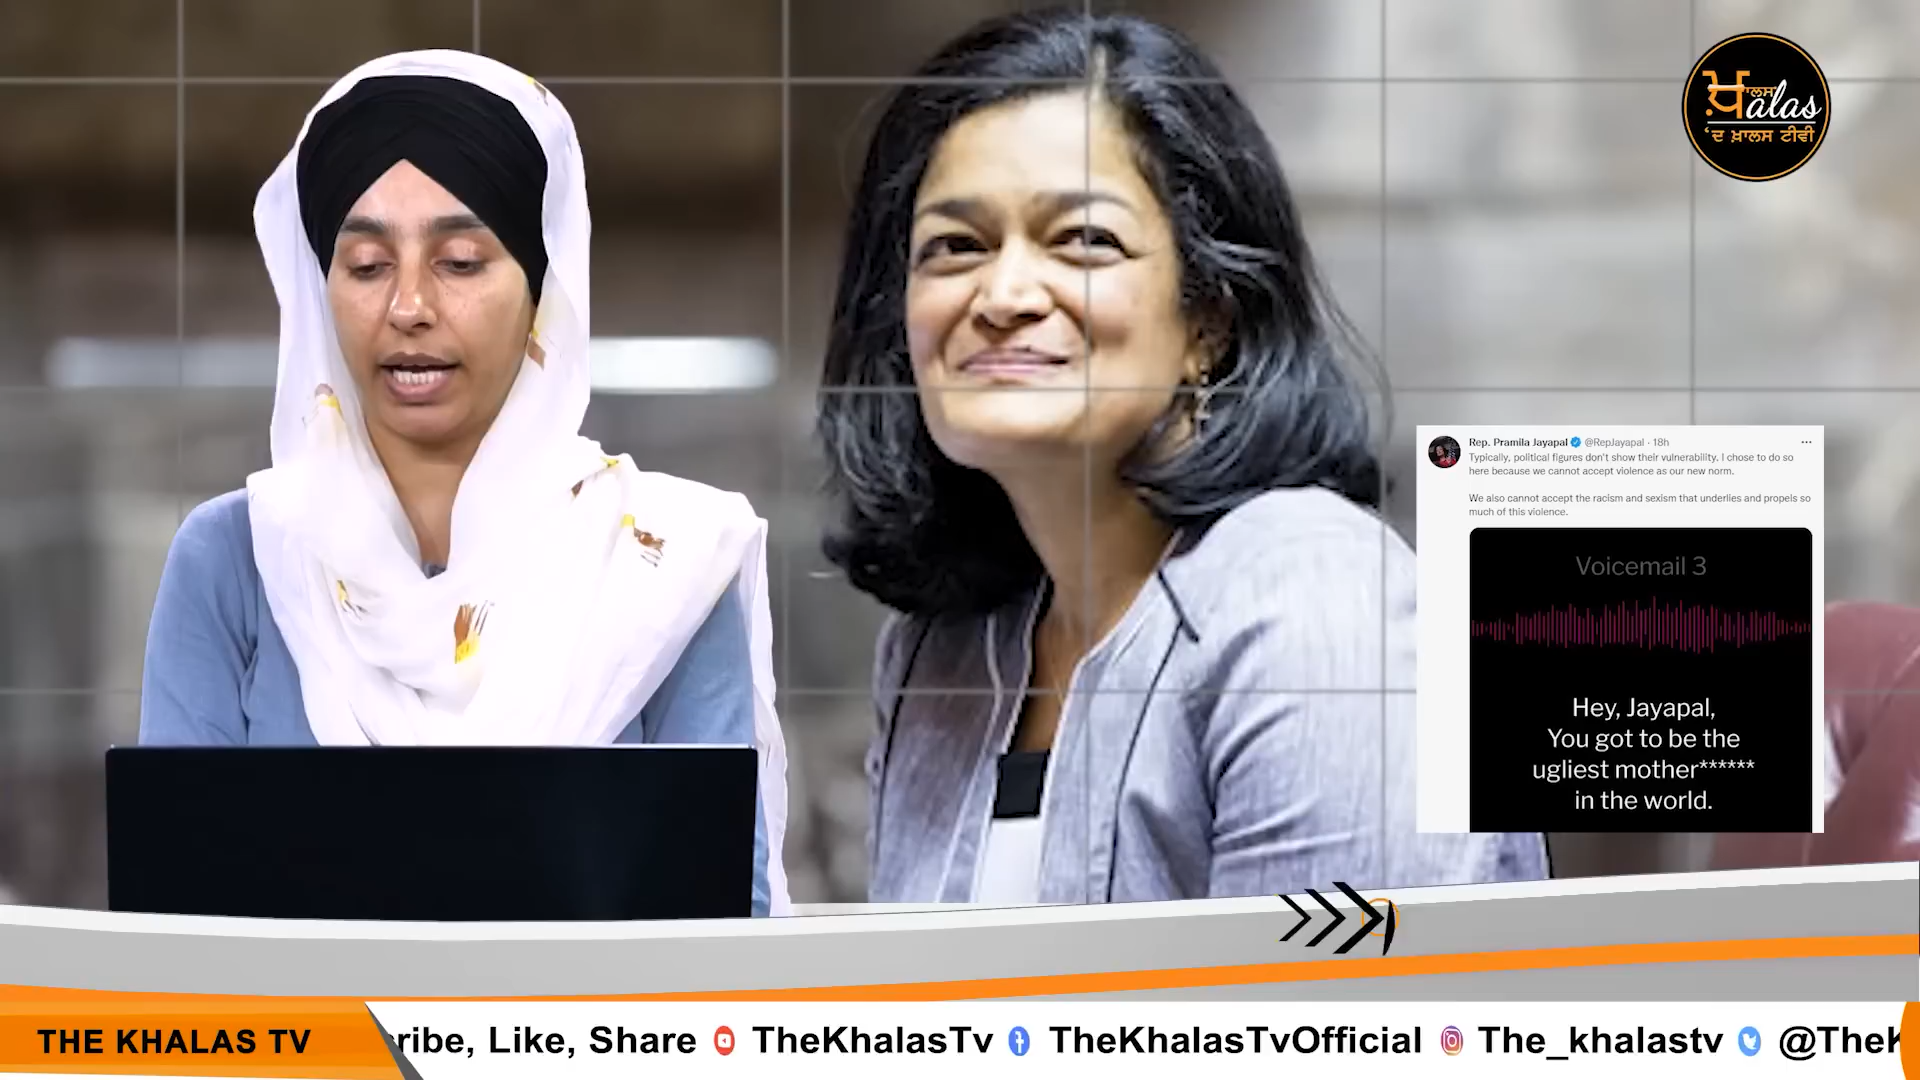 ਖ਼ਾਲਸ
alas
'ਦ ਖ਼ਾਲਸ ਟੀਵੀ
Rep. Pramila Jayapal @RepJayapal · 18h
Typically, political figures don't show their vulnerability. I chose to do so
here because we cannot accept violence as our new norm.
We also cannot accept the racism and sexism that underlies and propels so
much of this violence.
Voicemail 3
Hey, Jayapal,
You got to be the
ugliest mother******
in the world.
THE KHALAS TV
ribe, Like, Share TheKhalasTv TheKhalasTvOfficial The_khalastv @TheK